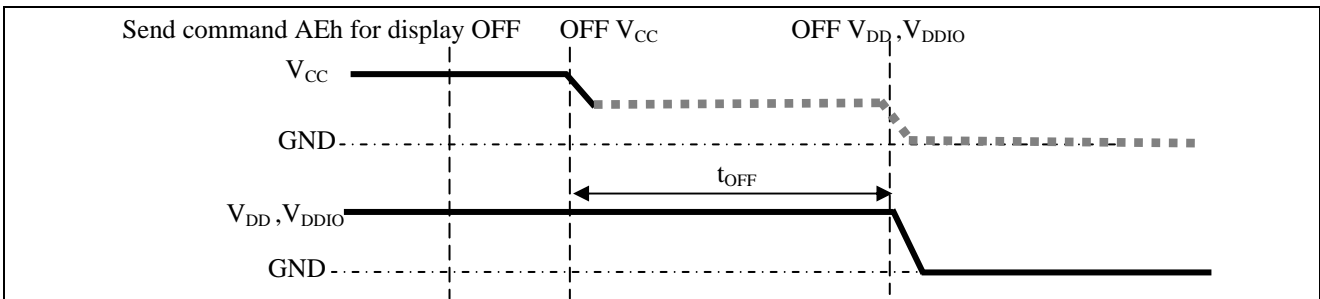 Send command AEh for display OFF OFF VCC OFF VDD ,VDDIO
VCC
GND
tOFF
VDD ,VDDIO
GND